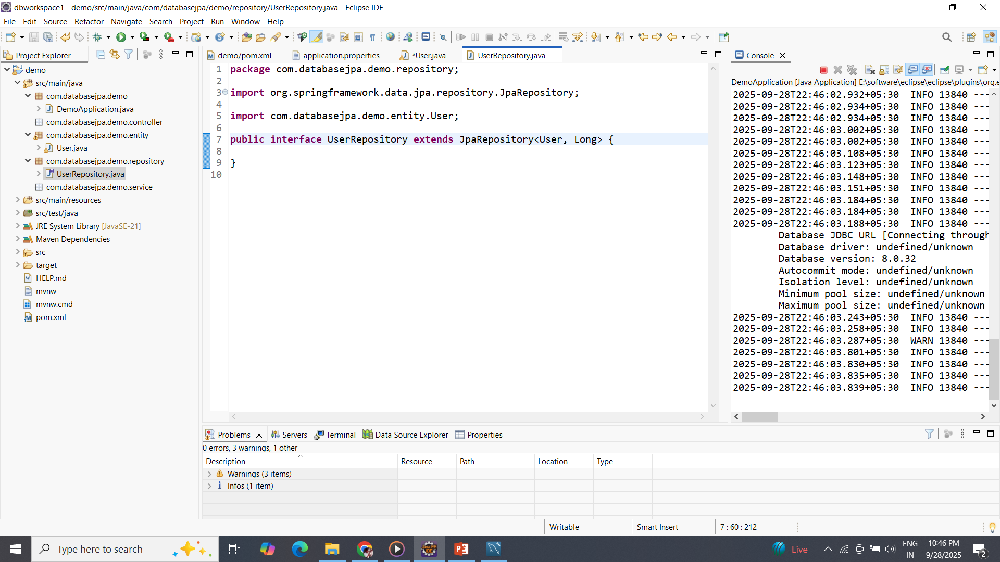 dbworkspace1 - demo/src/main/java/com/databasejpa/demo/repository/UserRepository.java - Eclipse IDE
File Edit Source Refactor Navigate Search Project Run Window Help
Project Explorer
demo
src/main/java
com.databasejpa.demo
DemoApplication.java
com.databasejpa.demo.controller
com.databasejpa.demo.entity
User.java
com.databasejpa.demo.repository
UserRepository.java
com.databasejpa.demo.service
src/main/resources
src/test/java
JRE System Library [JavaSE-21]
Maven Dependencies
src
target
HELP.md
mvnw
mvnw.cmd
pom.xml
demo/pom.xml application.properties *User.java UserRepository.java
1 package com.databasejpa.demo.repository;
2
3 import org.springframework.data.jpa.repository.JpaRepository;
4
5 import com.databasejpa.demo.entity.User;
6
7 public interface UserRepository extends JpaRepository<User, Long> {
8
9 }
10
Console
DemoApplication [Java Application] E:\software\eclipse\eclipse\plugins\org.e
2025-09-28T22:46:02.932+05:30 INFO 13840 ---
2025-09-28T22:46:02.934+05:30 INFO 13840 ---
2025-09-28T22:46:02.934+05:30 INFO 13840 ---
2025-09-28T22:46:03.002+05:30 INFO 13840 ---
2025-09-28T22:46:03.002+05:30 INFO 13840 ---
2025-09-28T22:46:03.108+05:30 INFO 13840 ---
2025-09-28T22:46:03.123+05:30 INFO 13840 ---
2025-09-28T22:46:03.148+05:30 INFO 13840 ---
2025-09-28T22:46:03.151+05:30 INFO 13840 ---
2025-09-28T22:46:03.184+05:30 INFO 13840 ---
2025-09-28T22:46:03.184+05:30 INFO 13840 ---
2025-09-28T22:46:03.188+05:30 INFO 13840 ---
Database JDBC URL [Connecting through
Database driver: undefined/unknown
Database version: 8.0.32
Autocommit mode: undefined/unknown
Isolation level: undefined/unknown
Minimum pool size: undefined/unknown
Maximum pool size: undefined/unknown
2025-09-28T22:46:03.243+05:30 INFO 13840 ---
2025-09-28T22:46:03.258+05:30 INFO 13840 ---
2025-09-28T22:46:03.287+05:30 WARN 13840 ---
2025-09-28T22:46:03.801+05:30 INFO 13840 ---
2025-09-28T22:46:03.830+05:30 INFO 13840 ---
2025-09-28T22:46:03.835+05:30 INFO 13840 ---
2025-09-28T22:46:03.839+05:30 INFO 13840 ---
Problems Servers Terminal Data Source Explorer Properties
0 errors, 3 warnings, 1 other
Description Resource Path Location Type
Warnings (3 items)
Infos (1 item)
Writable Smart Insert 7 : 60 : 212
Type here to search
Live
ENG
IN
10:46 PM
9/28/2025
2